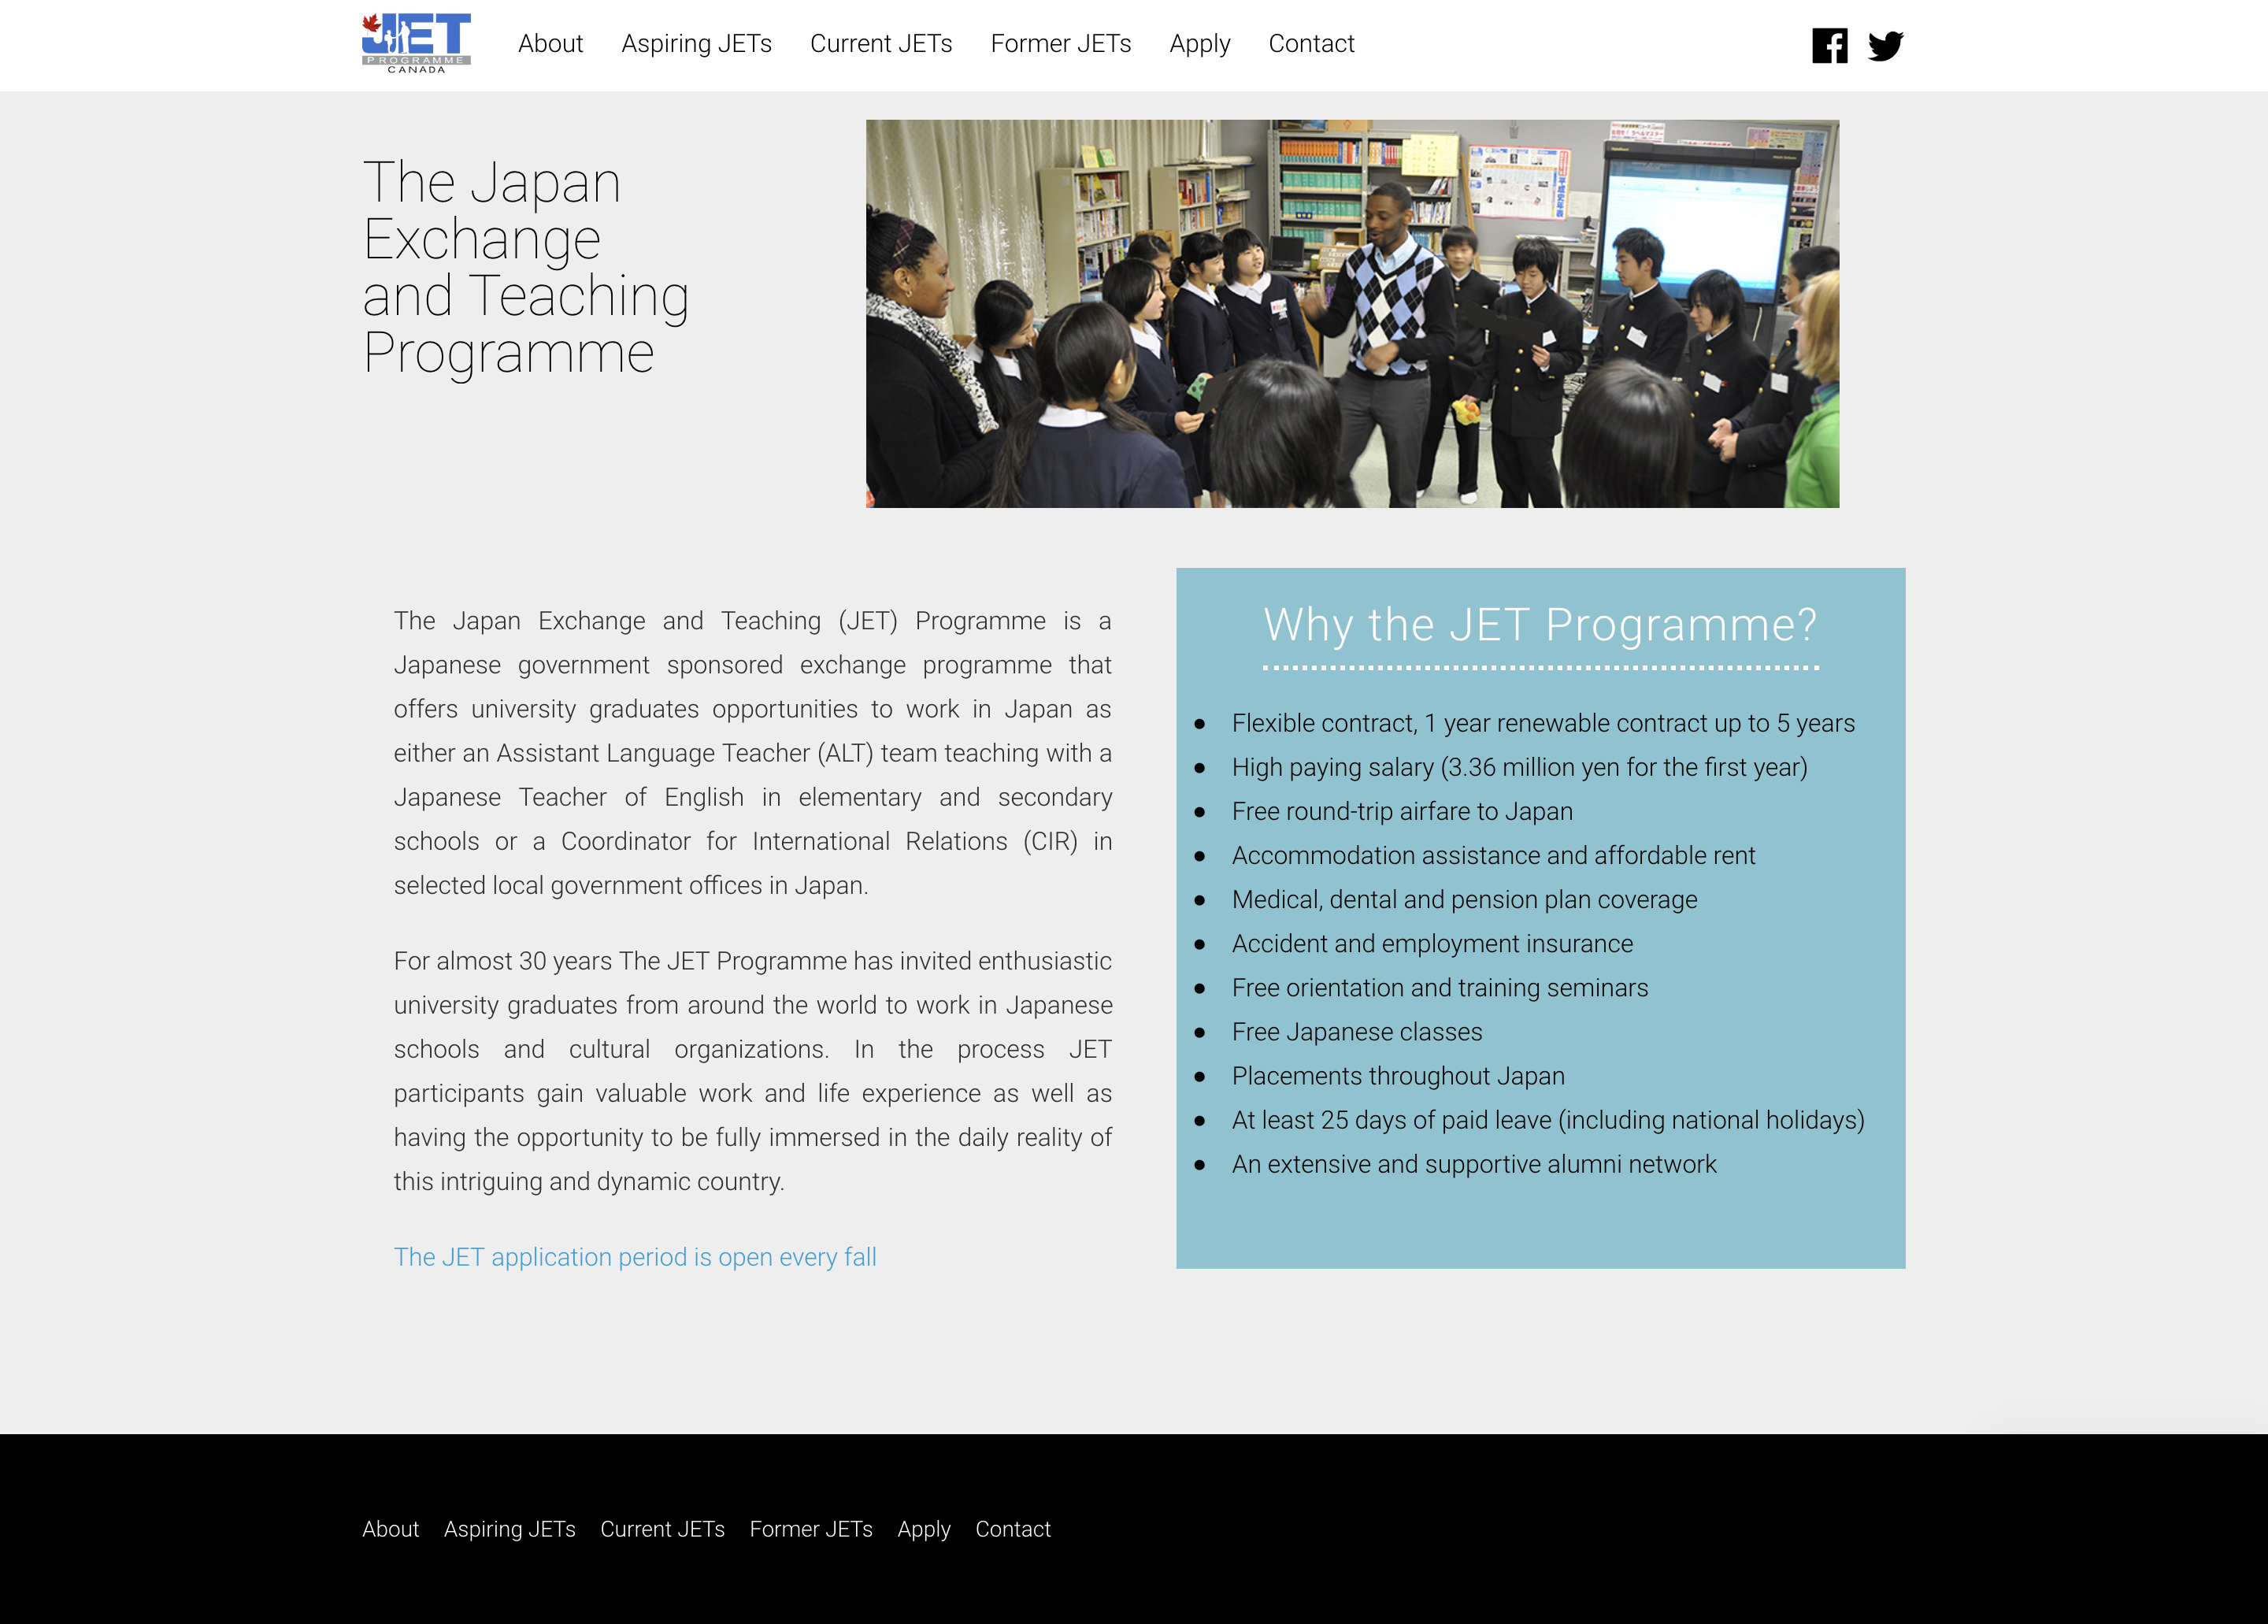 JET
PROGRAMME
CANADA
About Aspiring JETs Current JETs Former JETs Apply Contact
The Japan
Exchange
and Teaching
Programme
The Japan Exchange and Teaching (JET) Programme is a
Japanese government sponsored exchange programme that
offers university graduates opportunities to work in Japan as
either an Assistant Language Teacher (ALT) team teaching with a
Japanese Teacher of English in elementary and secondary
schools or a Coordinator for International Relations (CIR) in
selected local government offices in Japan.
For almost 30 years The JET Programme has invited enthusiastic
university graduates from around the world to work in Japanese
schools and cultural organizations. In the process JET
participants gain valuable work and life experience as well as
having the opportunity to be fully immersed in the daily reality of
this intriguing and dynamic country.
The JET application period is open every fall
Why the JET Programme?
● Flexible contract, 1 year renewable contract up to 5 years
● High paying salary (3.36 million yen for the first year)
● Free round-trip airfare to Japan
● Accommodation assistance and affordable rent
● Medical, dental and pension plan coverage
● Accident and employment insurance
● Free orientation and training seminars
● Free Japanese classes
● Placements throughout Japan
● At least 25 days of paid leave (including national holidays)
● An extensive and supportive alumni network
About Aspiring JETs Current JETs Former JETs Apply Contact